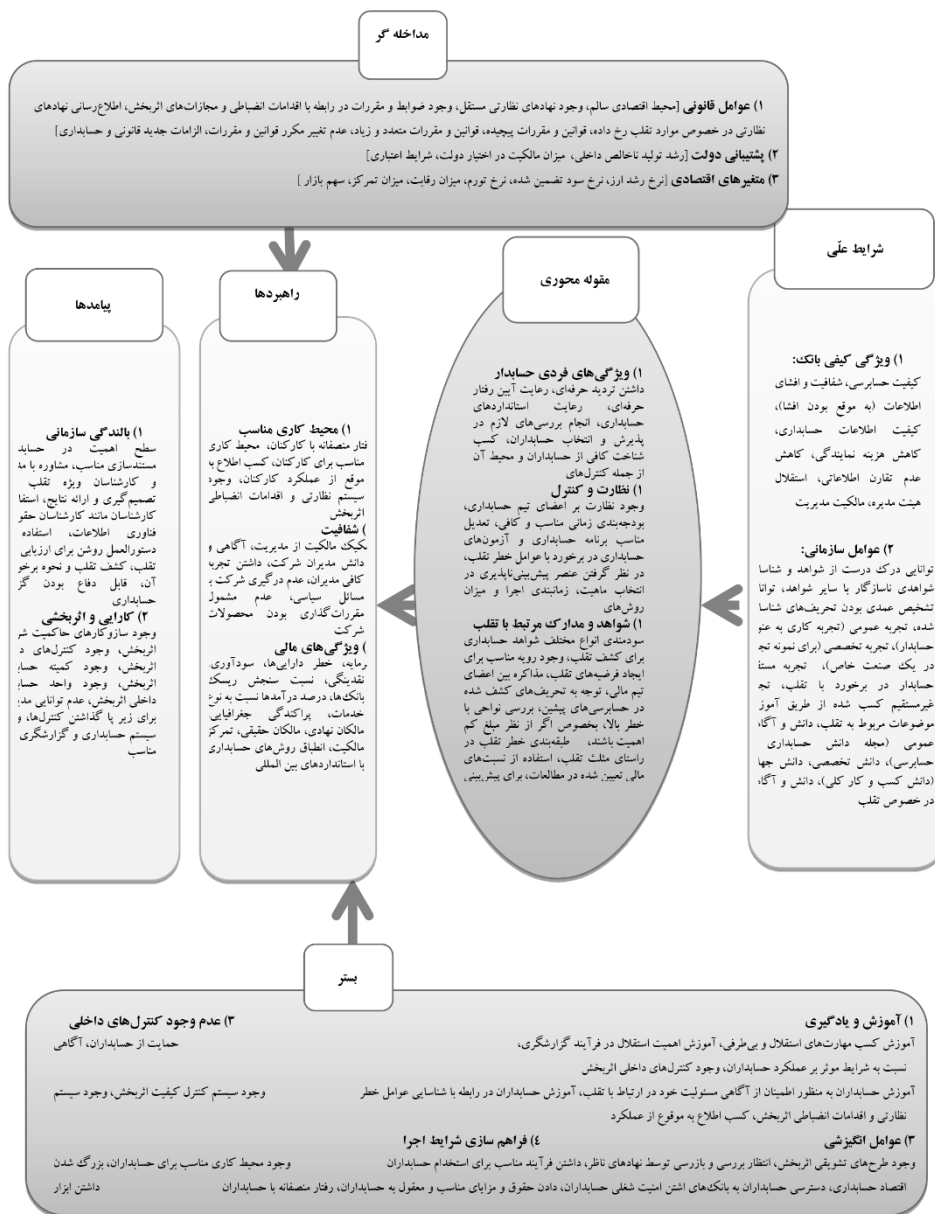 مداخله گر
۱) عوامل قانونی [محیط اقتصادی سالم، وجود نهادهای نظارتی مستقل، وجود ضوابط و مقررات در رابطه با اقدامات انضباطی و مجازات‌های اثربخش، اطلاع‌رسانی نهادهای
نظارتی در خصوص موارد تقلب رخ داده، قوانین و مقررات پیچیده، قوانین و مقررات متعدد و زیاد، عدم تغییر مکرر قوانین و مقررات، الزامات جدید قانونی و حسابداری]
۲) پشتیبانی دولت [رشد تولید ناخالص داخلی، میزان مالکیت در اختیار دولت، شرایط اعتباری]
۳) متغیرهای اقتصادی [نرخ رشد ارز، نرخ سود تضمین شده، نرخ تورم، میزان رقابت، میزان تمرکز، سهم بازار ]
شرایط علّی
۱) ویژگی کیفی بانک:
کیفیت حسابرسی، شفافیت و افشای
اطلاعات (به موقع بودن افشا)،
کیفیت اطلاعات حسابداری،
کاهش هزینه نمایندگی، کاهش
عدم تقارن اطلاعاتی، استقلال
هیئت مدیره، مالکیت مدیریت
۲) عوامل سازمانی:
توانایی درک درست از شواهد و شناسا
شواهدی ناسازگار با سایر شواهد، توانا
تشخیص عمدی بودن تحریف‌های شناسا
شده، تجربه عمومی (تجربه کاری به عنو
حسابدار)، تجربه تخصصی (برای نمونه تج
در یک صنعت خاص)، تجربه مستق
حسابدار در برخورد با تقلب، تج
غیرمستقیم کسب شده از طریق آموز
موضوعات مربوط به تقلب، دانش و آگا
عمومی (مجله دانش حسابداری
حسابرسی)، دانش تخصصی، دانش جها
(دانش کسب و کار کلی)، دانش و آگا
در خصوص تقلب
مقوله محوری
۱) ویژگی‌های فردی حسابدار
داشتن تردید حرفه‌ای، رعایت آیین رفتار
حرفه‌ای، رعایت استانداردهای
حسابداری، انجام بررسی‌های لازم در
پذیرش و انتخاب حسابداران، کسب
شناخت کافی از حسابداران و محیط آن
از جمله کنترل‌های
۱) نظارت و کنترل
وجود نظارت بر اعضای تیم حسابداری،
بودجه‌بندی زمانی مناسب و کافی، تعدیل
مناسب برنامه حسابداری و آزمون‌های
حسابداری در برخورد با عوامل خطر تقلب،
در نظر گرفتن عنصر پیش‌بینی‌ناپذیری در
انتخاب ماهیت، زمانبندی اجرا و میزان
روش‌های
۱) شواهد و مدارک مرتبط با تقلب
سودمندی انواع مختلف شواهد حسابداری
برای کشف تقلب، وجود رویه مناسب برای
ایجاد فرضیه‌های تقلب، مذاکره بین اعضای
تیم مالی، توجه به تحریف‌های کشف شده
در حسابرسی‌های پیشین، بررسی نواحی با
خطر بالا، بخصوص اگر از نظر مبلغ کم
اهمیت باشند، طبقه‌بندی خطر تقلب در
راستای مثلث تقلب، استفاده از نسبت‌های
مالی تعیین شده در مطالعات، برای پیش‌بینی
راهبردها
۱) محیط کاری مناسب
فتار منصفانه با کارکنان، محیط کاری
مناسب برای کارکنان، کسب اطلاع به
موقع از عملکرد کارکنان، وجود
سیستم نظارتی و اقدامات انضباطی
اثربخش
) شفافیت
کیک مالکیت از مدیریت، آگاهی و
دانش مدیران شرکت، داشتن تجربه
کافی مدیران، عدم درگیری شرکت با
مسائل سیاسی، عدم مشمول
مقررات‌گذاری بودن محصولات
شرکت
) ویژگی‌های مالی
رمایه، خطر دارایی‌ها، سودآوری،
نقدینگی، نسبت سنجش ریسک
بانک‌ها، درصد درآمدها نسبت به نوع
خدمات، پراکندگی جغرافیایی،
مالکان نهادی، مالکان حقیقی، تمرکز
مالکیت، انطباق روش‌های حسابداری
با استانداردهای بین المللی
پیامدها
۱) بالندگی سازمانی
سطح اهمیت در حسابد
مستندسازی مناسب، مشاوره با مد
و کارشناسان ویژه تقلب
تصمیم‌گیری و ارائه نتایج، استفا
کارشناسان مانند کارشناسان حقو
فناوری اطلاعات، استفاده
دستورالعمل روشن برای ارزیابی
تقلب، کشف تقلب و نحوه برخو
آن، قابل دفاع بودن گز
حسابداری
۲) کارایی و اثربخشی
وجود سازوکارهای حاکمیت شر
اثربخش، وجود کنترل‌های د
اثربخش، وجود کمیته حساب
اثربخش، وجود واحد حساب
داخلی اثربخش، عدم توانایی مدی
برای زیر پا گذاشتن کنترل‌ها، و
سیستم حسابداری و گزارشگری
مناسب
بستر
۱) آموزش و یادگیری ۳) عدم وجود کنترل‌های داخلی
آموزش کسب مهارت‌های استقلال و بی‌طرفی، آموزش اهمیت استقلال در فرآیند گزارشگری، حمایت از حسابداران، آگاهی
نسبت به شرایط موثر بر عملکرد حسابداران، وجود کنترل‌های داخلی اثربخش
آموزش حسابداران به منظور اطمینان از آگاهی مسئولیت خود در ارتباط با تقلب، آموزش حسابداران در رابطه با شناسایی عوامل خطر وجود سیستم کنترل کیفیت اثربخش، وجود سیستم
نظارتی و اقدامات انضباطی اثربخش، کسب اطلاع به موقوع از عملکرد
۳) عوامل انگیزشی ٤) فراهم سازی شرایط اجرا
وجود طرح‌های تشویقی اثربخش، انتظار بررسی و بازرسی توسط نهادهای ناظر، داشتن فرآیند مناسب برای استخدام حسابداران وجود محیط کاری مناسب برای حسابداران، بزرگ شدن
اقتصاد حسابداری، دسترسی حسابداران به بانک‌های اشتن امنیت شغلی حسابداران، دادن حقوق و مزایای مناسب و معقول به حسابداران، رفتار منصفانه با حسابداران داشتن ابزار